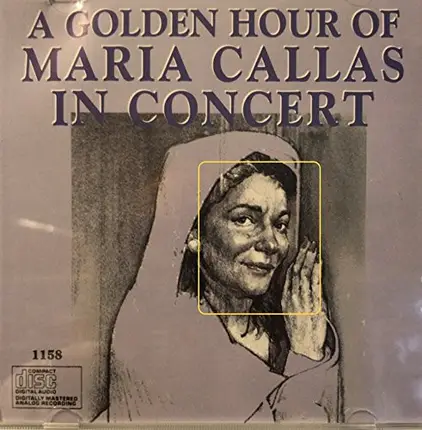 A GOLDEN HOUR OF
MARIA CALLAS
IN CONCERT
1158
COMPACT
disc
DIGITAL AUDIO
DIGITALLY MASTERED
ANALOG RECORDING